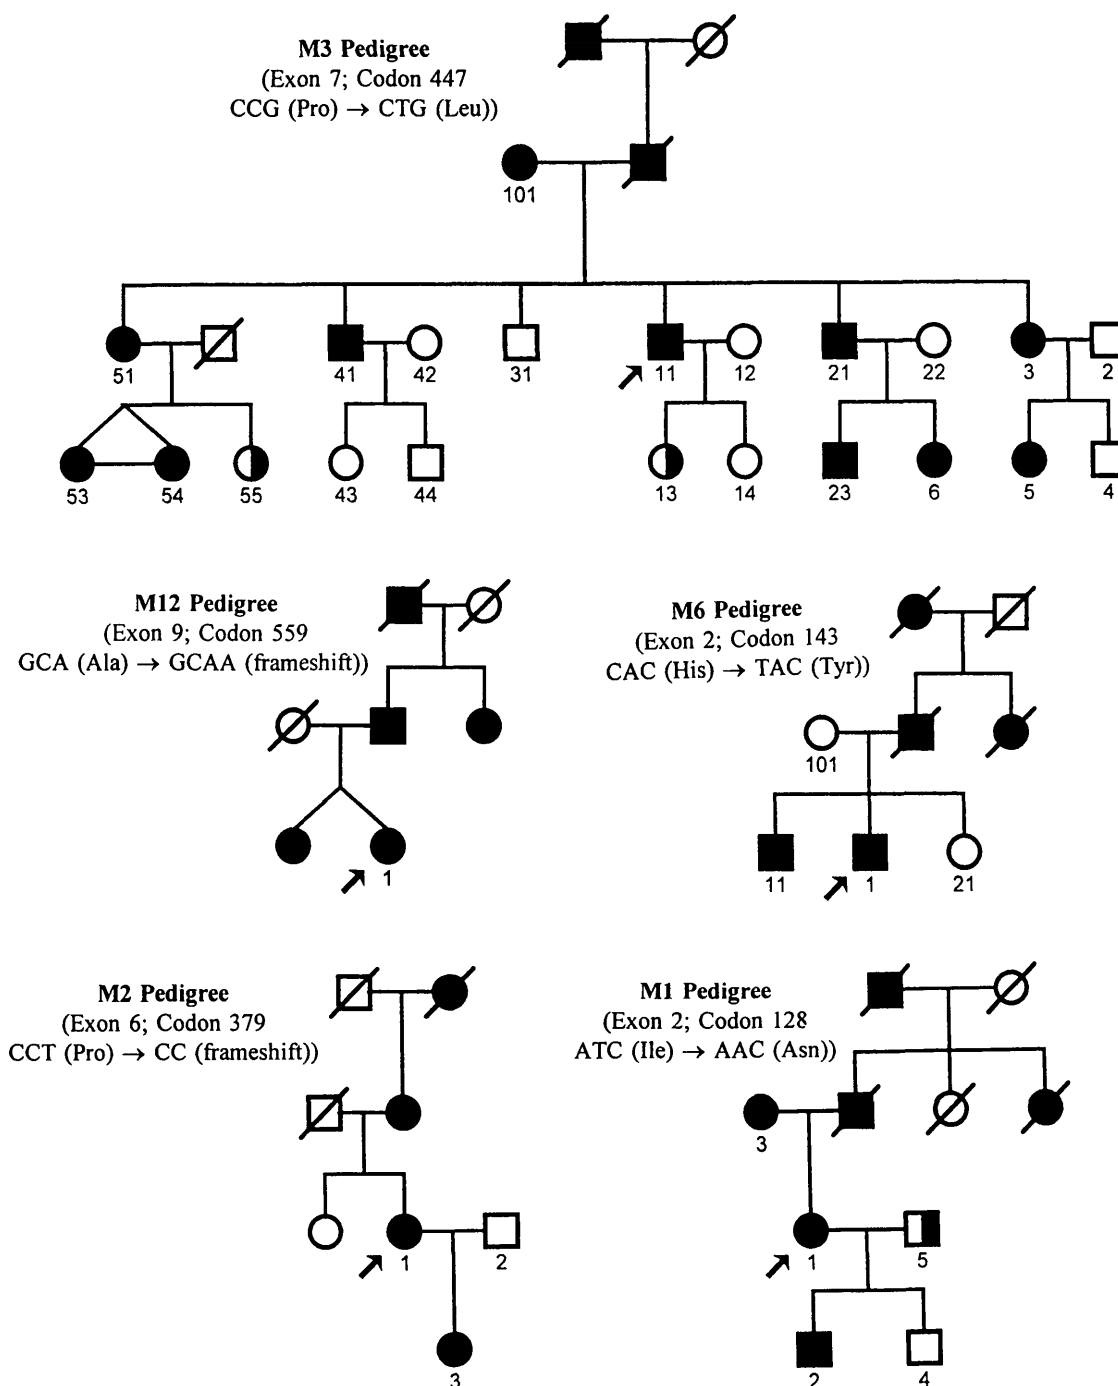 M3 Pedigree
(Exon 7; Codon 447
CCG (Pro) → CTG (Leu))
101
51 41 42 31 11 12 21 22 3 2
53 54 55 43 44 13 14 23 6 5 4
M12 Pedigree
(Exon 9; Codon 559
GCA (Ala) → GCAA (frameshift))
1
M6 Pedigree
(Exon 2; Codon 143
CAC (His) → TAC (Tyr))
101
11 1 21
M2 Pedigree
(Exon 6; Codon 379
CCT (Pro) → CC (frameshift))
1 2
3
M1 Pedigree
(Exon 2; Codon 128
ATC (Ile) → AAC (Asn))
3
1 5
2 4